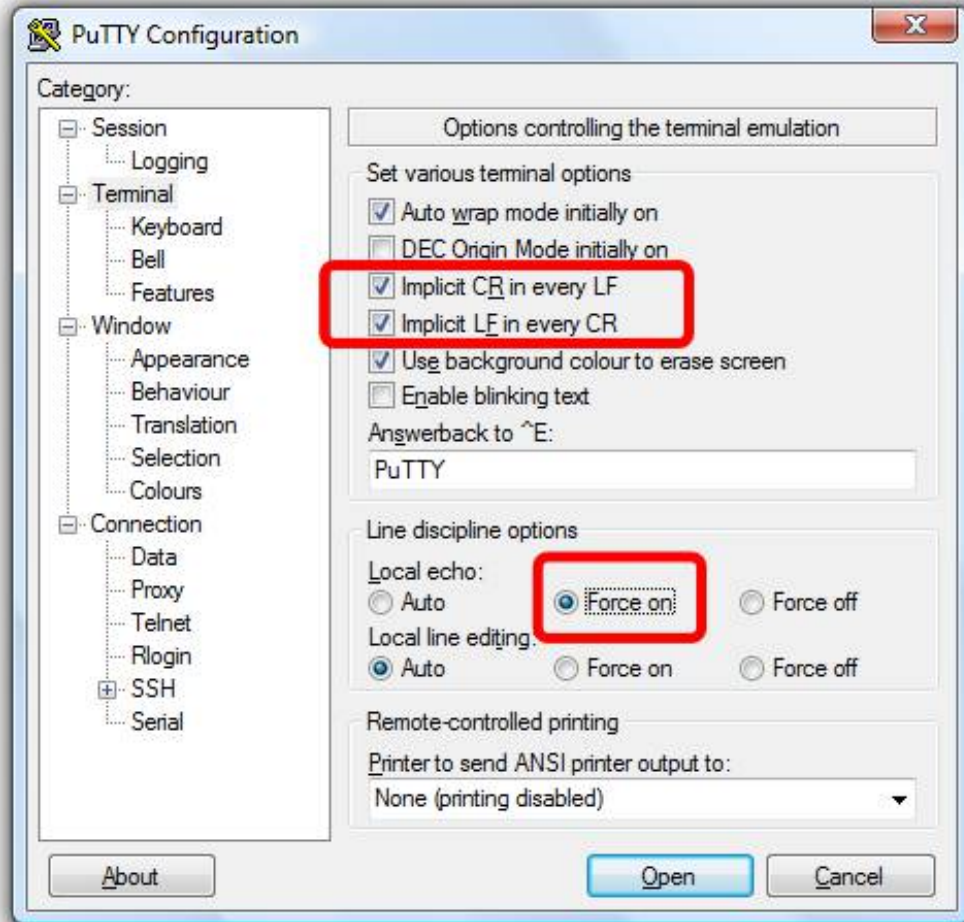 PuTTY Configuration
Category:
Session
Logging
Terminal
Keyboard
Bell
Features
Window
Appearance
Behaviour
Translation
Selection
Colours
Connection
Data
Proxy
Telnet
Rlogin
SSH
Serial
Options controlling the terminal emulation
Set various terminal options
Auto wrap mode initially on
DEC Origin Mode initially on
Implicit CR in every LF
Implicit LF in every CR
Use background colour to erase screen
Enable blinking text
Answerback to ^E:
PuTTY
Line discipline options
Local echo:
Auto Force on Force off
Local line editing:
Auto Force on Force off
Remote-controlled printing
Printer to send ANSI printer output to:
None (printing disabled)
About Open Cancel